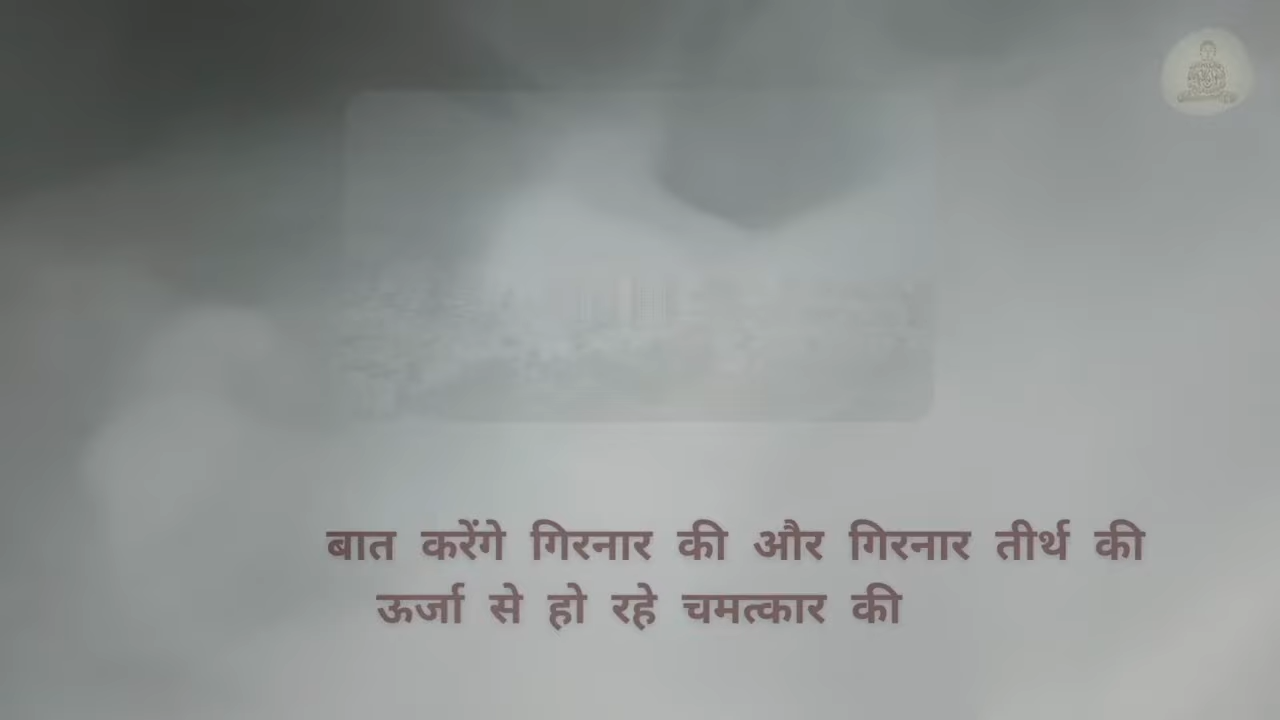 बात करेंगे गिरनार की और गिरनार तीर्थ की
ऊर्जा से हो रहे चमत्कार की